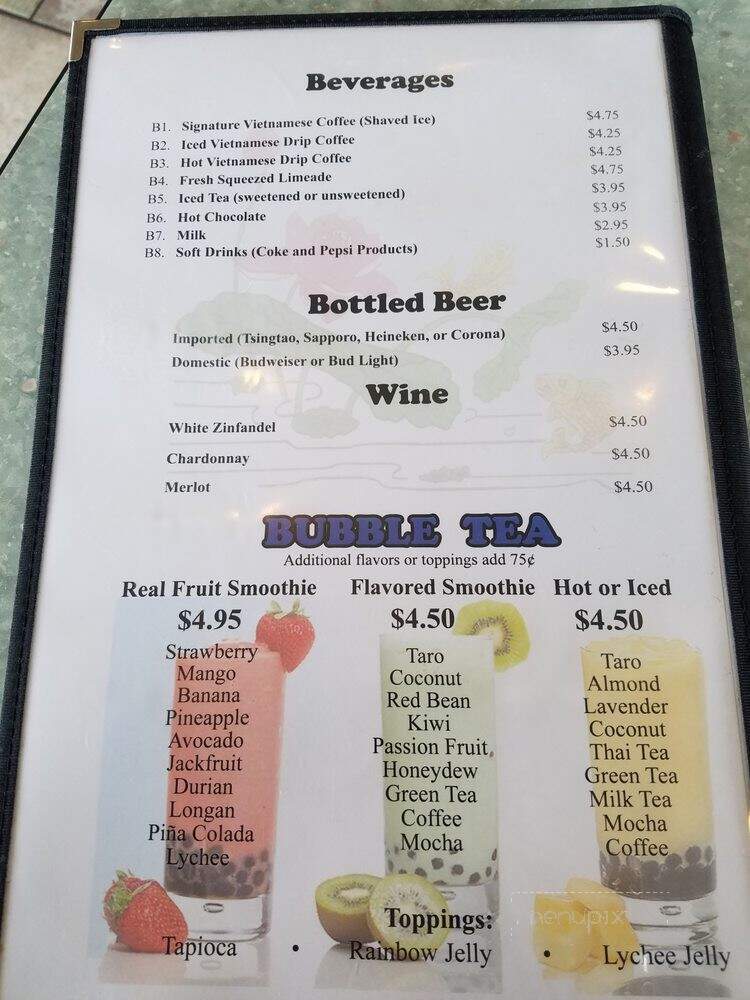 Beverages
B1. Signature Vietnamese Coffee (Shaved Ice) $4.75
B2. Iced Vietnamese Drip Coffee $4.25
B3. Hot Vietnamese Drip Coffee $4.25
B4. Fresh Squeezed Limeade $4.75
B5. Iced Tea (sweetened or unsweetened) $3.95
B6. Hot Chocolate $3.95
B7. Milk $2.95
B8. Soft Drinks (Coke and Pepsi Products) $1.50
Bottled Beer
Imported (Tsingtao, Sapporo, Heineken, or Corona) $4.50
Domestic (Budweiser or Bud Light) $3.95
Wine
White Zinfandel $4.50
Chardonnay $4.50
Merlot $4.50
BUBBLE TEA
Additional flavors or toppings add 75¢
Real Fruit Smoothie
$4.95
Strawberry
Mango
Banana
Pineapple
Avocado
Jackfruit
Durian
Longan
Piña Colada
Lychee
Flavored Smoothie
$4.50
Taro
Coconut
Red Bean
Kiwi
Passion Fruit
Honeydew
Green Tea
Coffee
Mocha
Hot or Iced
$4.50
Taro
Almond
Lavender
Coconut
Thai Tea
Green Tea
Milk Tea
Mocha
Coffee
Toppings:
Tapioca • Rainbow Jelly • Lychee Jelly
menupix